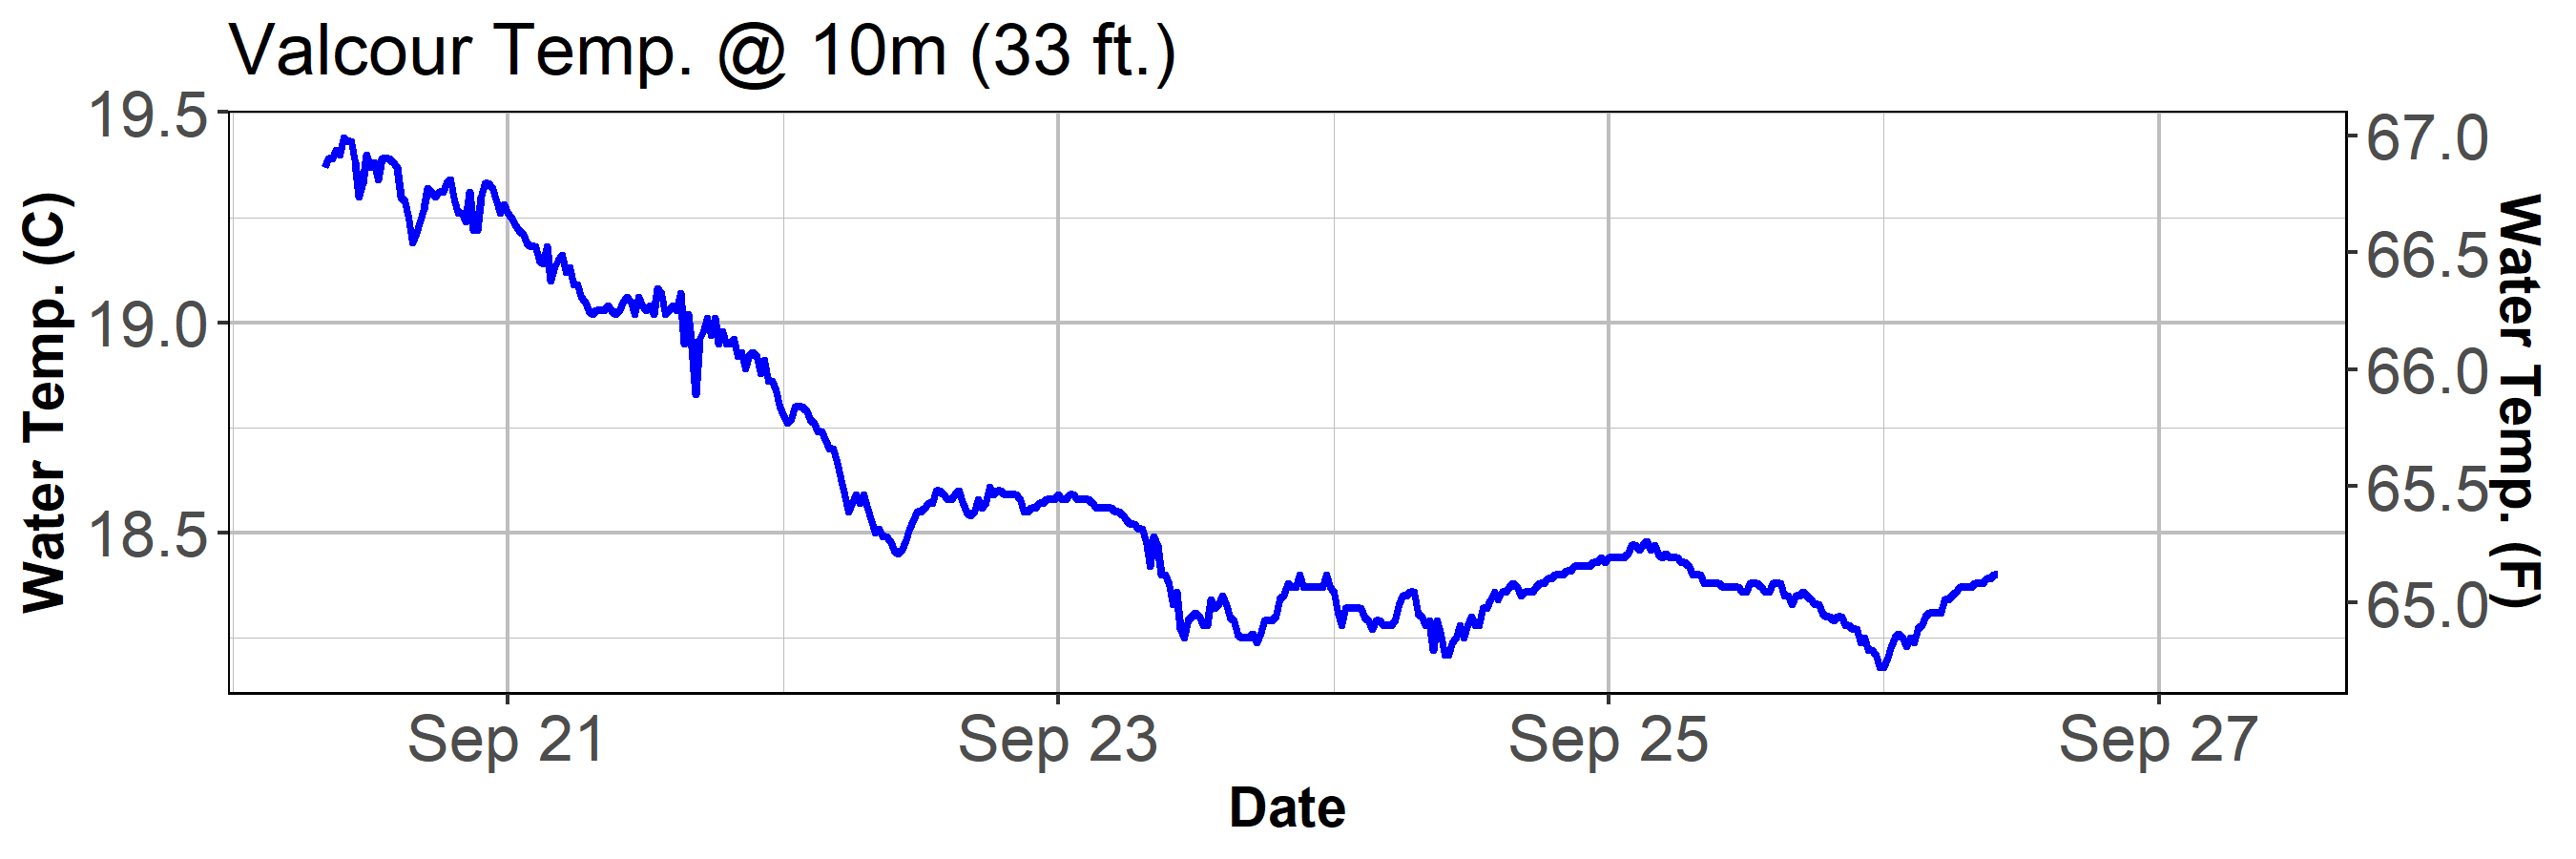 Valcour Temp. @ 10m (33 ft.)
19.5
19.0
18.5
Water Temp. (C)
67.0
66.5
66.0
65.5
65.0
Water Temp. (F)
Sep 21
Sep 23
Sep 25
Sep 27
Date